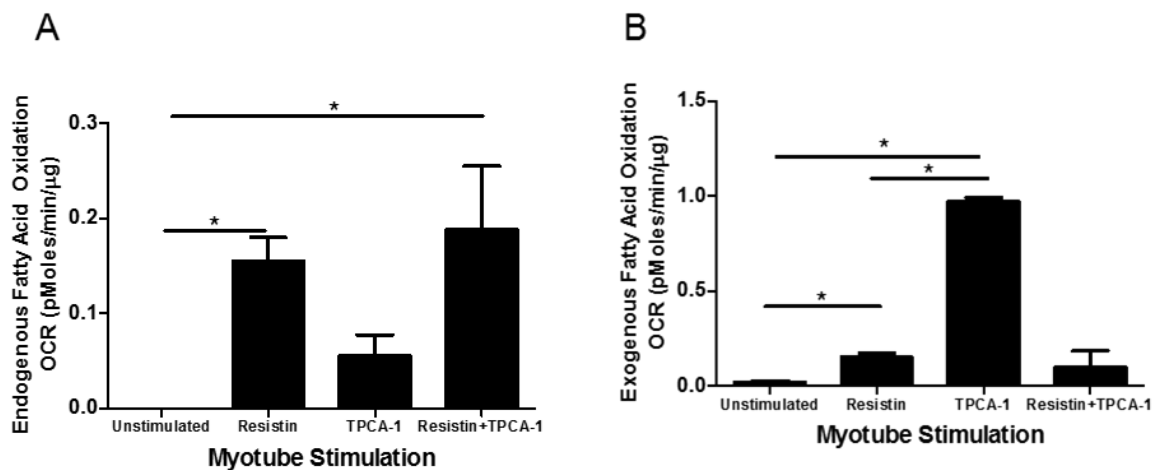 A
Endogenous Fatty Acid Oxidation
OCR (pMoles/min/µg)
0.3
0.2
0.1
0.0
*
*
Unstimulated Resistin TPCA-1 Resistin+TPCA-1
Myotube Stimulation
B
Exogenous Fatty Acid Oxidation
OCR (pMoles/min/µg)
1.5
1.0
0.5
0.0
*
*
*
Unstimulated Resistin TPCA-1 Resistin+TPCA-1
Myotube Stimulation